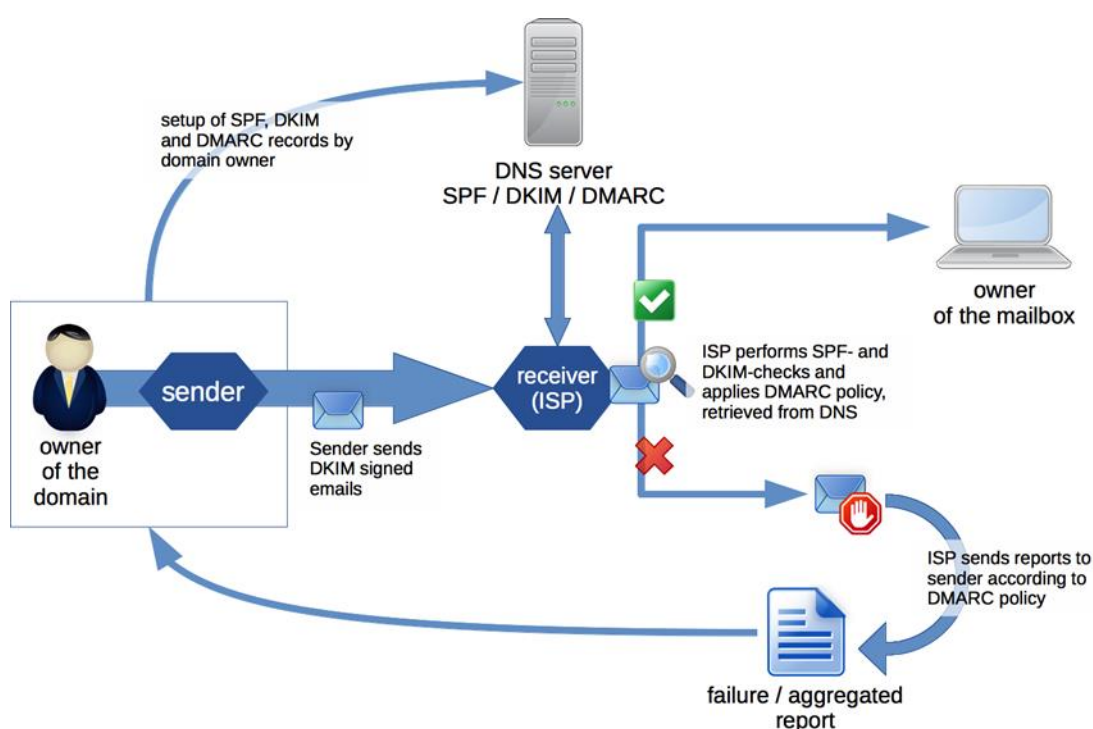 setup of SPF, DKIM
and DMARC records by
domain owner
DNS server
SPF / DKIM / DMARC
owner
of the mailbox
sender
receiver
(ISP)
ISP performs SPF- and
DKIM-checks and
applies DMARC policy,
retrieved from DNS
owner
of the
domain
Sender sends
DKIM signed
emails
ISP sends reports to
sender according to
DMARC policy
failure / aggregated
report